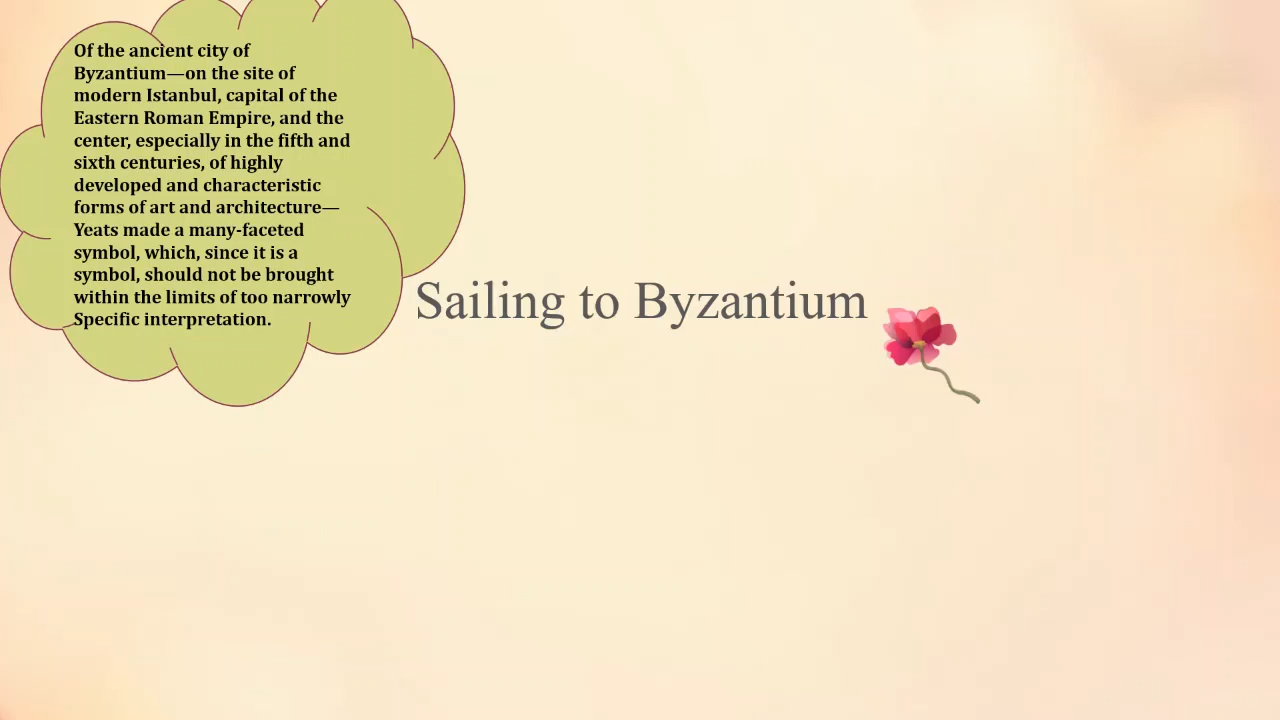 Of the ancient city of
Byzantium—on the site of
modern Istanbul, capital of the
Eastern Roman Empire, and the
center, especially in the fifth and
sixth centuries, of highly
developed and characteristic
forms of art and architecture—
Yeats made a many-faceted
symbol, which, since it is a
symbol, should not be brought
within the limits of too narrowly
Specific interpretation.
Sailing to Byzantium